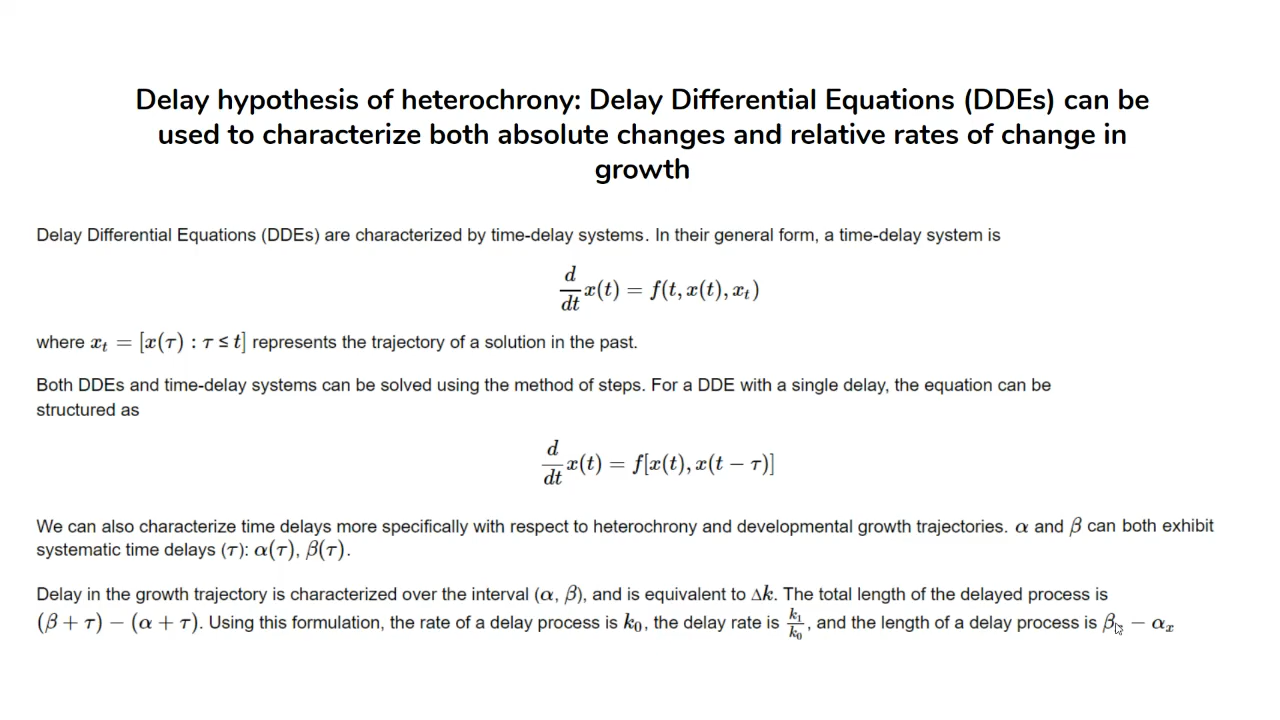 Delay hypothesis of heterochrony: Delay Differential Equations (DDEs) can be
used to characterize both absolute changes and relative rates of change in
growth
Delay Differential Equations (DDEs) are characterized by time-delay systems. In their general form, a time-delay system is
d/dt x(t) = f(t, x(t), xₜ)
where xₜ = [x(τ) : τ ≤ t] represents the trajectory of a solution in the past.
Both DDEs and time-delay systems can be solved using the method of steps. For a DDE with a single delay, the equation can be
structured as
d/dt x(t) = f[x(t), x(t − τ)]
We can also characterize time delays more specifically with respect to heterochrony and developmental growth trajectories. α and β can both exhibit
systematic time delays (τ): α(τ), β(τ).
Delay in the growth trajectory is characterized over the interval (α, β), and is equivalent to Δk. The total length of the delayed process is
(β + τ) − (α + τ). Using this formulation, the rate of a delay process is k₀, the delay rate is k₁/k₀, and the length of a delay process is β − αₓ